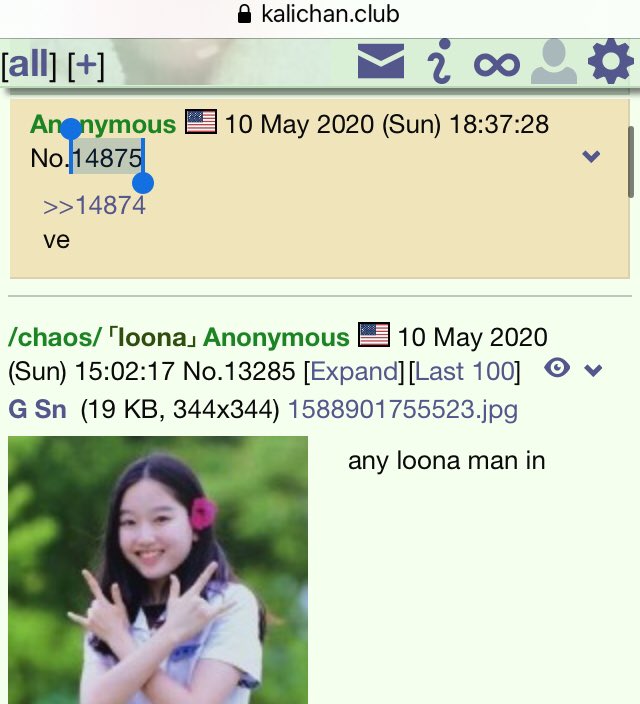 kalichan.club
[all] [+]
Anonymous 10 May 2020 (Sun) 18:37:28
No.14875
>>14874
ve
/chaos/ 「loona」 Anonymous 10 May 2020
(Sun) 15:02:17 No.13285 [Expand][Last 100]
G Sn (19 KB, 344x344) 1588901755523.jpg
any loona man in